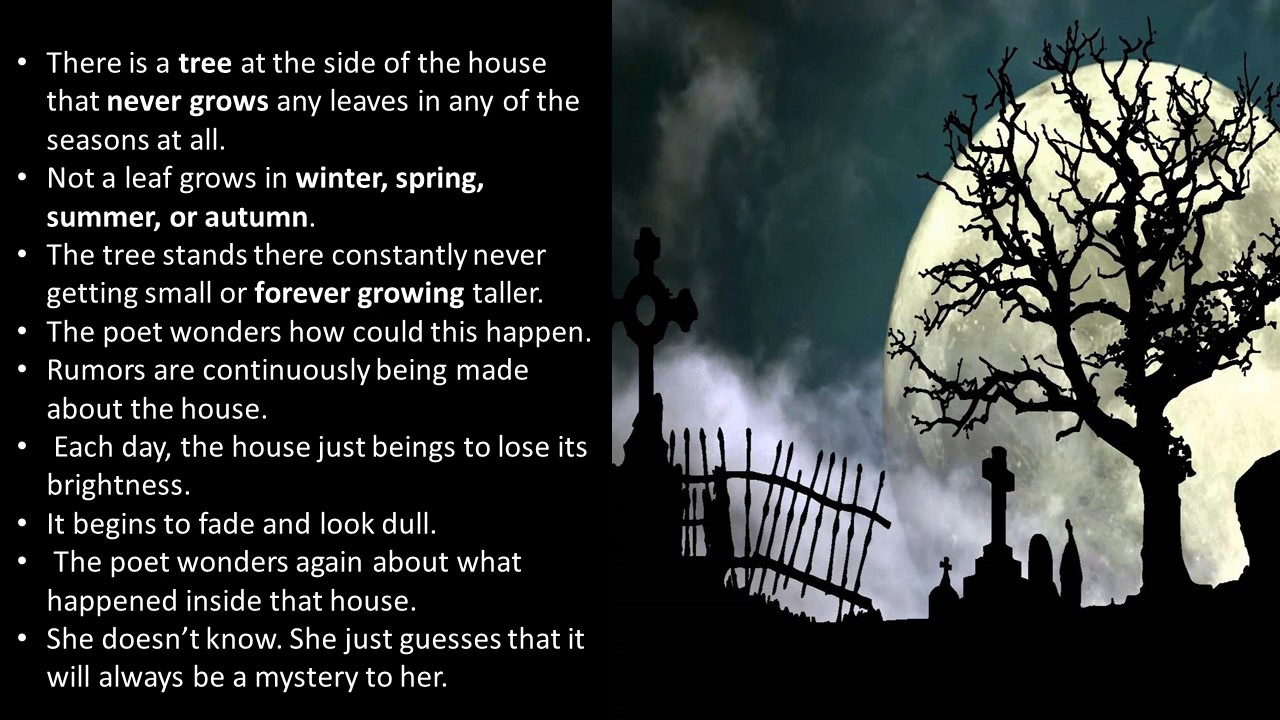 • There is a tree at the side of the house
that never grows any leaves in any of the
seasons at all.
• Not a leaf grows in winter, spring,
summer, or autumn.
• The tree stands there constantly never
getting small or forever growing taller.
• The poet wonders how could this happen.
• Rumors are continuously being made
about the house.
• Each day, the house just beings to lose its
brightness.
• It begins to fade and look dull.
• The poet wonders again about what
happened inside that house.
• She doesn’t know. She just guesses that it
will always be a mystery to her.